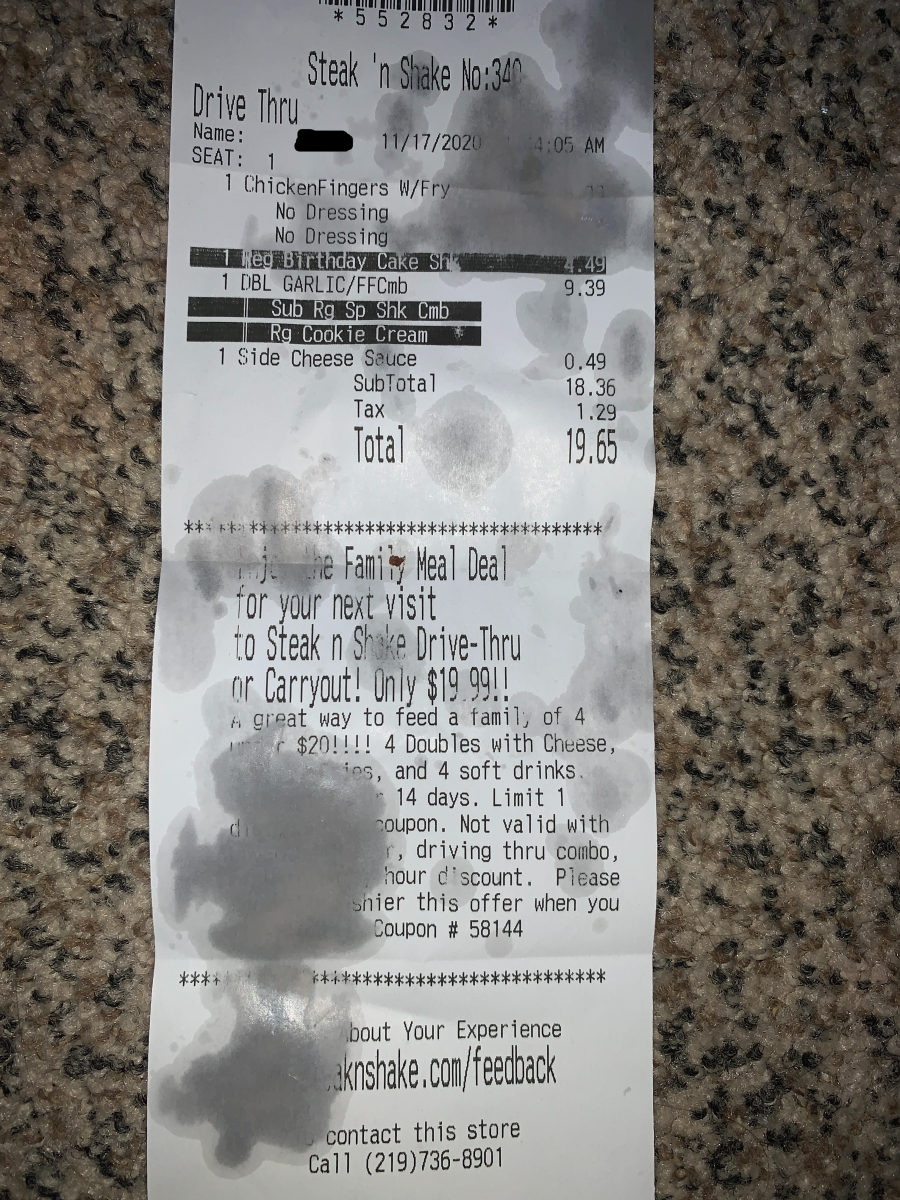 *552832*
Steak 'n Shake No:340
Drive Thru
Name: 11/17/2020 4:05 AM
SEAT: 1
1 ChickenFingers W/Fry
No Dressing
No Dressing
1 Reg Birthday Cake Shk 4.49
1 DBL GARLIC/FFCmb 9.39
Sub Rg Sp Shk Cmb
Rg Cookie Cream *
1 Side Cheese Sauce 0.49
SubTotal 18.36
Tax 1.29
Total 19.65
******************************************
Enjoy the Family Meal Deal
for your next visit
to Steak n Shake Drive-Thru
or Carryout! Only $19.99!!
A great way to feed a family of 4
under $20!!!! 4 Doubles with Cheese,
and 4 soft drinks.
14 days. Limit 1
coupon. Not valid with
driving thru combo,
hour discount. Please
this offer when you
Coupon # 58144
******************************************
About Your Experience
aknshake.com/feedback
contact this store
Call (219)736-8901